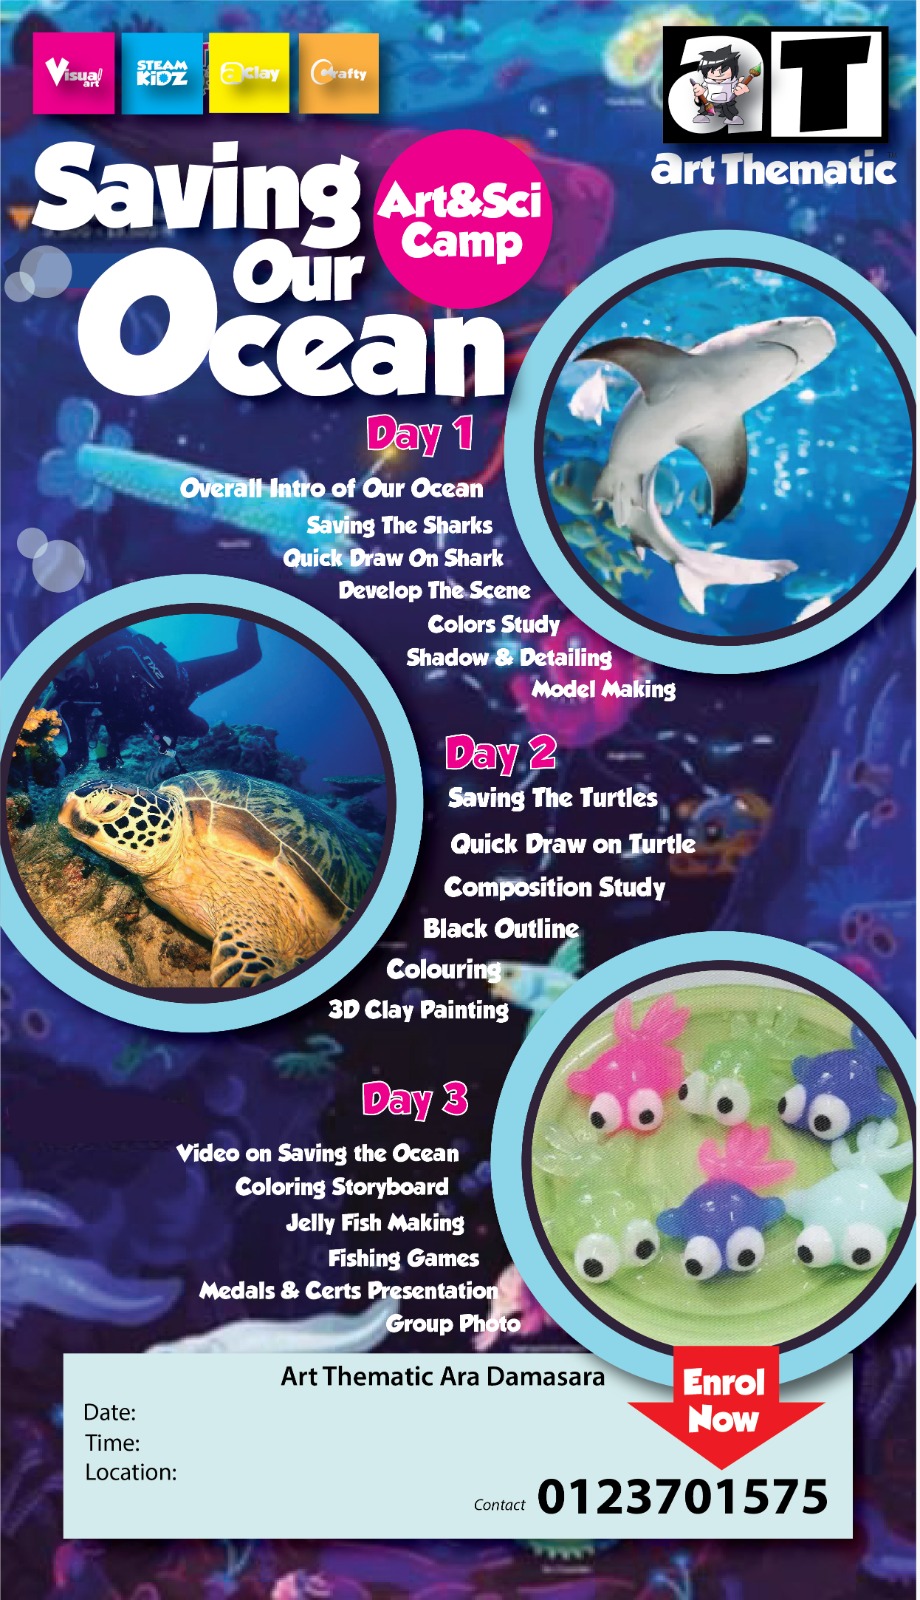 Visual art
STEAM KiDZ
aclay
Crafty
aT
art Thematic
Saving
Our
Ocean
Art&Sci
Camp
Day 1
Overall Intro of Our Ocean
Saving The Sharks
Quick Draw On Shark
Develop The Scene
Colors Study
Shadow & Detailing
Model Making
Day 2
Saving The Turtles
Quick Draw on Turtle
Composition Study
Black Outline
Colouring
3D Clay Painting
Day 3
Video on Saving the Ocean
Coloring Storyboard
Jelly Fish Making
Fishing Games
Medals & Certs Presentation
Group Photo
Art Thematic Ara Damasara
Date:
Time:
Location:
Enrol
Now
Contact 0123701575